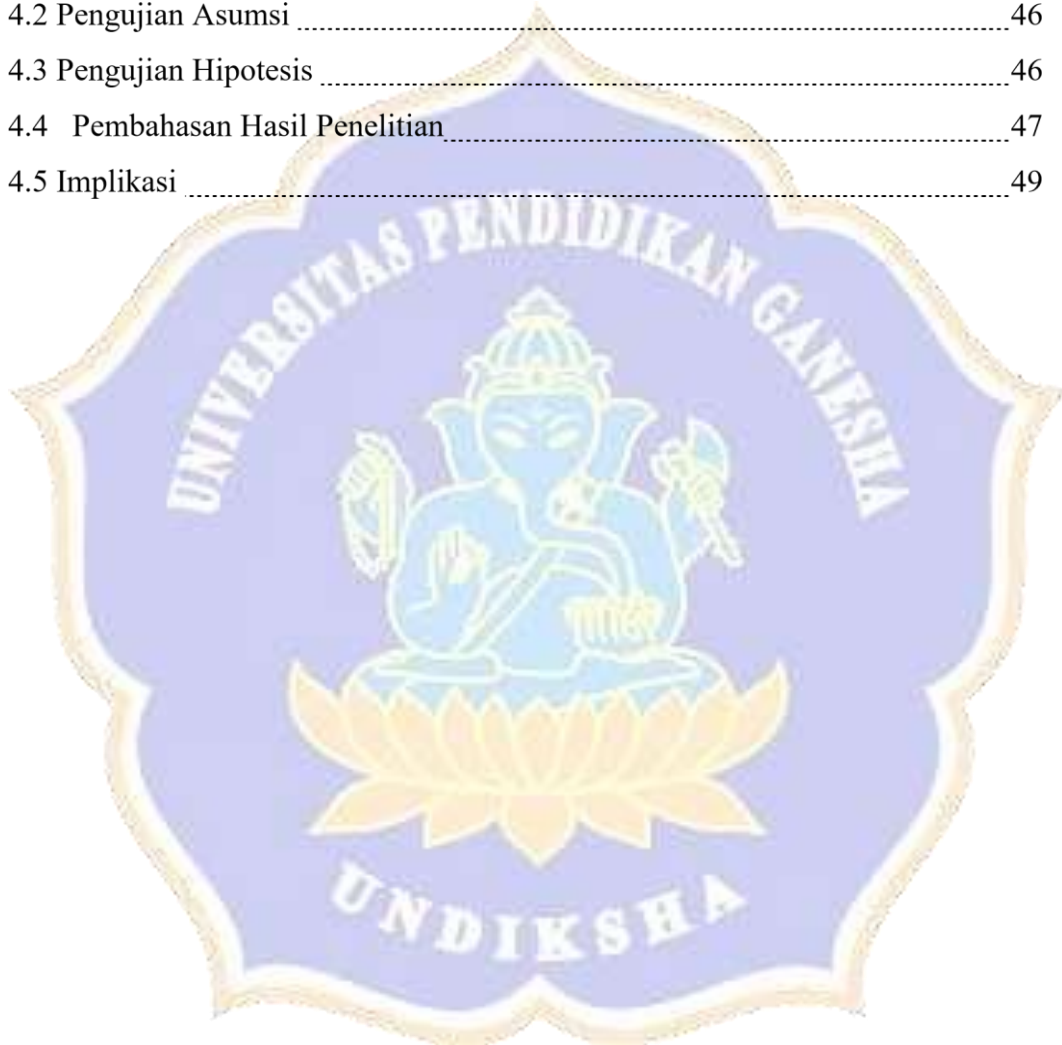 4.2 Pengujian Asumsi 46
4.3 Pengujian Hipotesis 46
4.4 Pembahasan Hasil Penelitian 47
4.5 Implikasi 49
UNIVERSITAS PENDIDIKAN GANESHA
UNDIKSHA